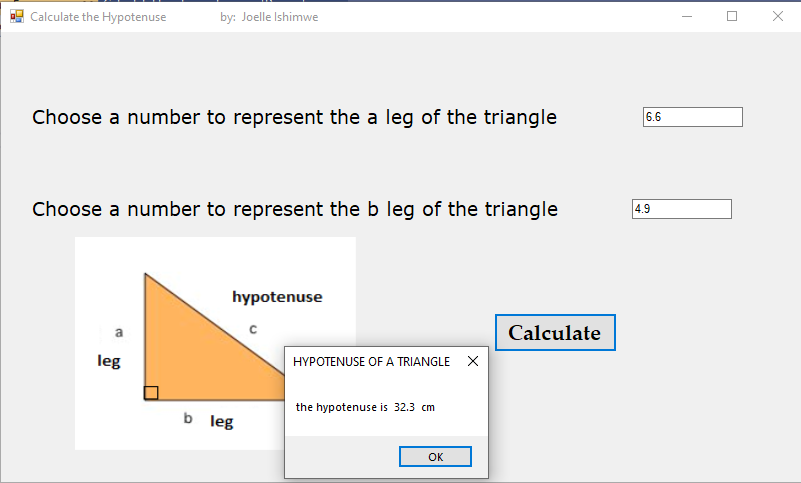 Calculate the Hypotenuse by: Joelle Ishimwe
Choose a number to represent the a leg of the triangle 6.6
Choose a number to represent the b leg of the triangle 4.9
hypotenuse
a
c
leg
b leg
Calculate
HYPOTENUSE OF A TRIANGLE
the hypotenuse is 32.3 cm
OK